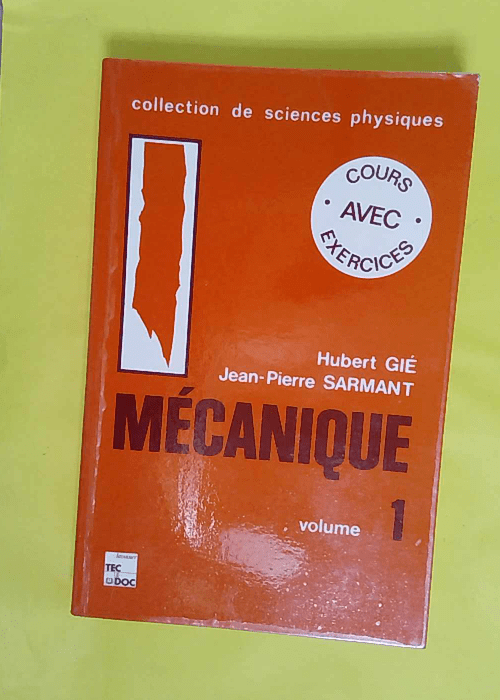 collection de sciences physiques
COURS
• AVEC •
EXERCICES
Hubert GIÉ
Jean-Pierre SARMANT
MÉCANIQUE
volume 1
TEC
DOC